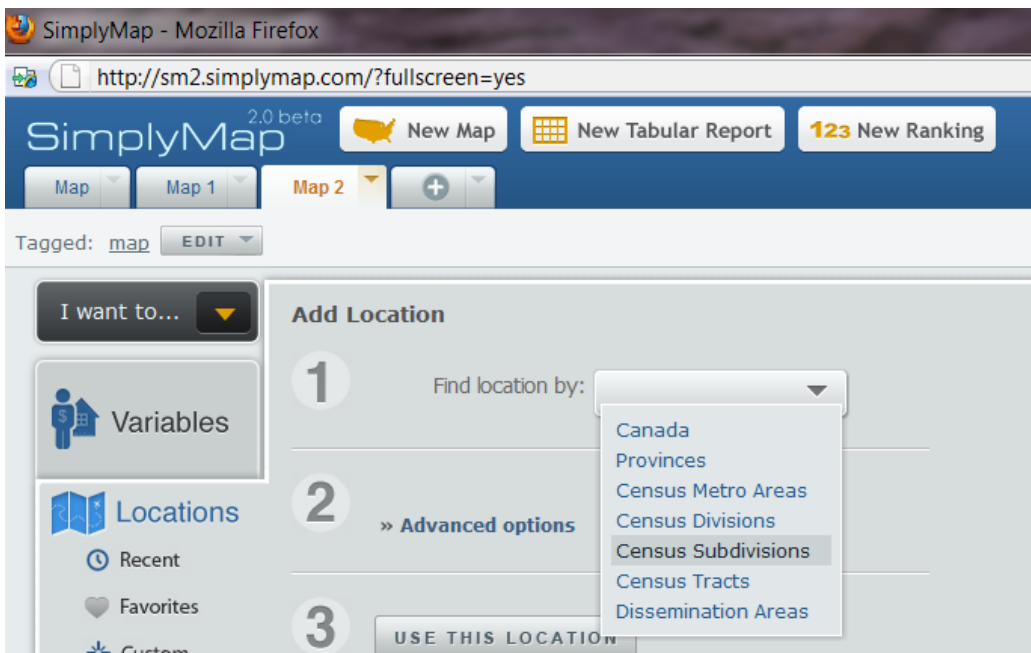 SimplyMap - Mozilla Firefox
http://sm2.simplymap.com/?fullscreen=yes
SimplyMap 2.0 beta
New Map
New Tabular Report
123 New Ranking
Map
Map 1
Map 2
Tagged: map EDIT
I want to...
Add Location
1
Find location by:
Canada
Provinces
Census Metro Areas
Census Divisions
Census Subdivisions
Census Tracts
Dissemination Areas
Variables
2
» Advanced options
Locations
Recent
Favorites
3
USE THIS LOCATION
Custom